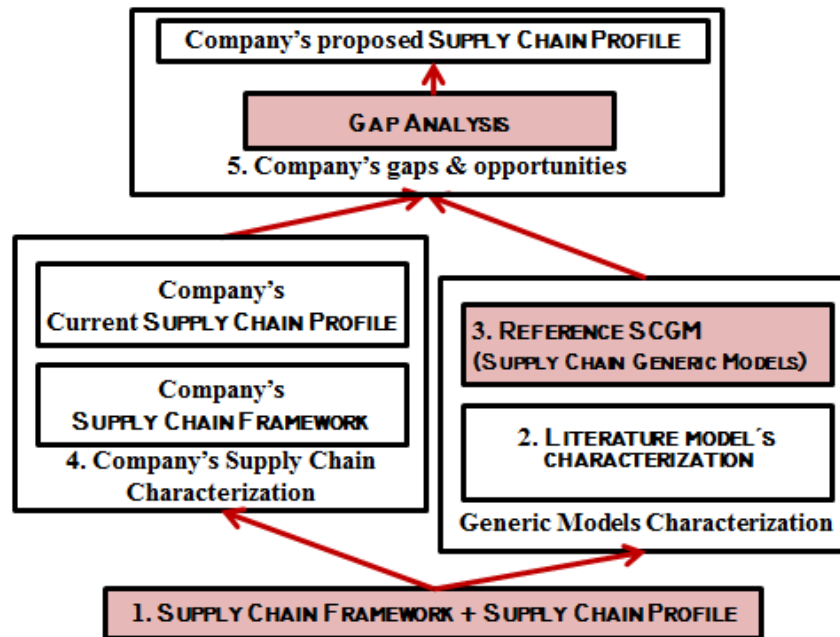 Company's proposed SUPPLY CHAIN PROFILE
GAP ANALYSIS
5. Company's gaps & opportunities
Company's
Current SUPPLY CHAIN PROFILE
Company's
SUPPLY CHAIN FRAMEWORK
4. Company's Supply Chain
Characterization
3. REFERENCE SCGM
(SUPPLY CHAIN GENERIC MODELS)
2. LITERATURE MODEL´S
CHARACTERIZATION
Generic Models Characterization
1. SUPPLY CHAIN FRAMEWORK + SUPPLY CHAIN PROFILE